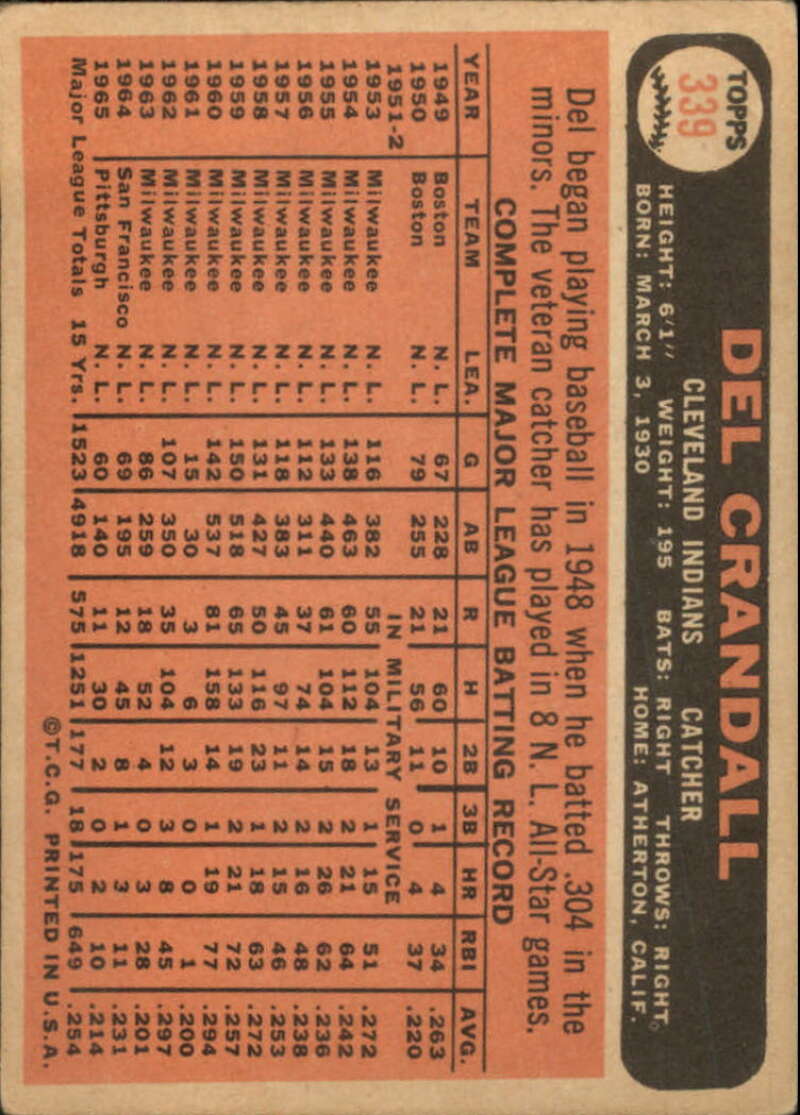 TOPPS
339
DEL CRANDALL
CLEVELAND INDIANS CATCHER
HEIGHT: 6'1" WEIGHT: 195 BATS: RIGHT THROWS: RIGHT
BORN: MARCH 3, 1930 HOME: ATHERTON, CALIF.
Del began playing baseball in 1948 when he batted .304 in the
minors. The veteran catcher has played in 8 N. L. All-Star games.
COMPLETE MAJOR LEAGUE BATTING RECORD
YEAR TEAM LEA. G AB R H 2B 3B HR RBI AVG.
1949 Boston N. L. 67 228 21 60 10 1 4 34 .263
1950 Boston N. L. 79 255 21 56 11 0 4 37 .220
1951-2 IN MILITARY SERVICE
1953 Milwaukee N. L. 116 382 55 104 13 1 15 51 .272
1954 Milwaukee N. L. 138 463 60 112 18 2 21 64 .242
1955 Milwaukee N. L. 133 440 61 104 15 2 26 62 .236
1956 Milwaukee N. L. 112 311 37 74 14 2 16 48 .238
1957 Milwaukee N. L. 118 383 45 97 11 2 15 46 .253
1958 Milwaukee N. L. 131 427 50 116 23 1 18 63 .272
1959 Milwaukee N. L. 150 518 65 133 19 2 21 72 .257
1960 Milwaukee N. L. 142 537 81 158 14 1 19 77 .294
1961 Milwaukee N. L. 15 30 3 6 3 0 0 1 .200
1962 Milwaukee N. L. 107 350 35 104 12 3 8 45 .297
1963 Milwaukee N. L. 86 259 18 52 4 0 3 28 .201
1964 San Francisco N. L. 69 195 12 45 8 1 3 11 .231
1965 Pittsburgh N. L. 60 140 11 30 2 0 2 10 .214
Major League Totals 15 Yrs. 1523 4918 575 1251 177 18 175 649 .254
©T.C.G. PRINTED IN U.S.A.